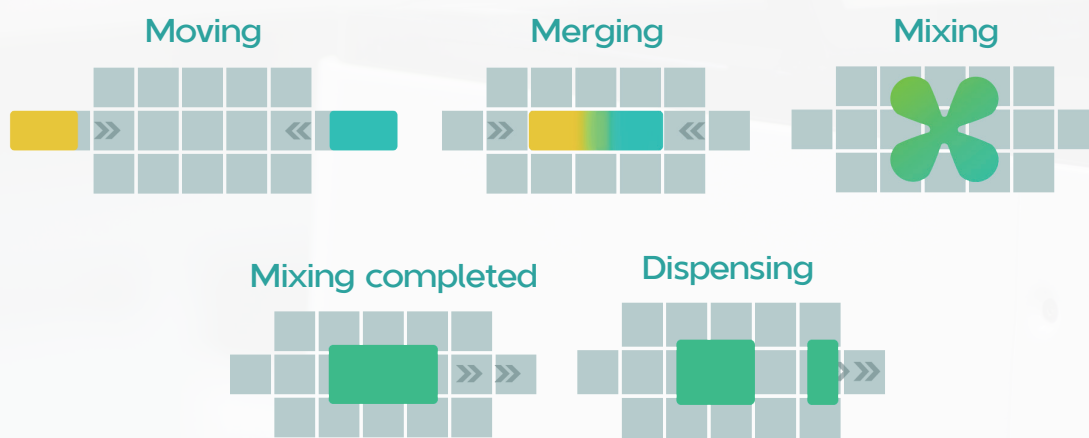 Moving
Merging
Mixing
Mixing completed
Dispensing